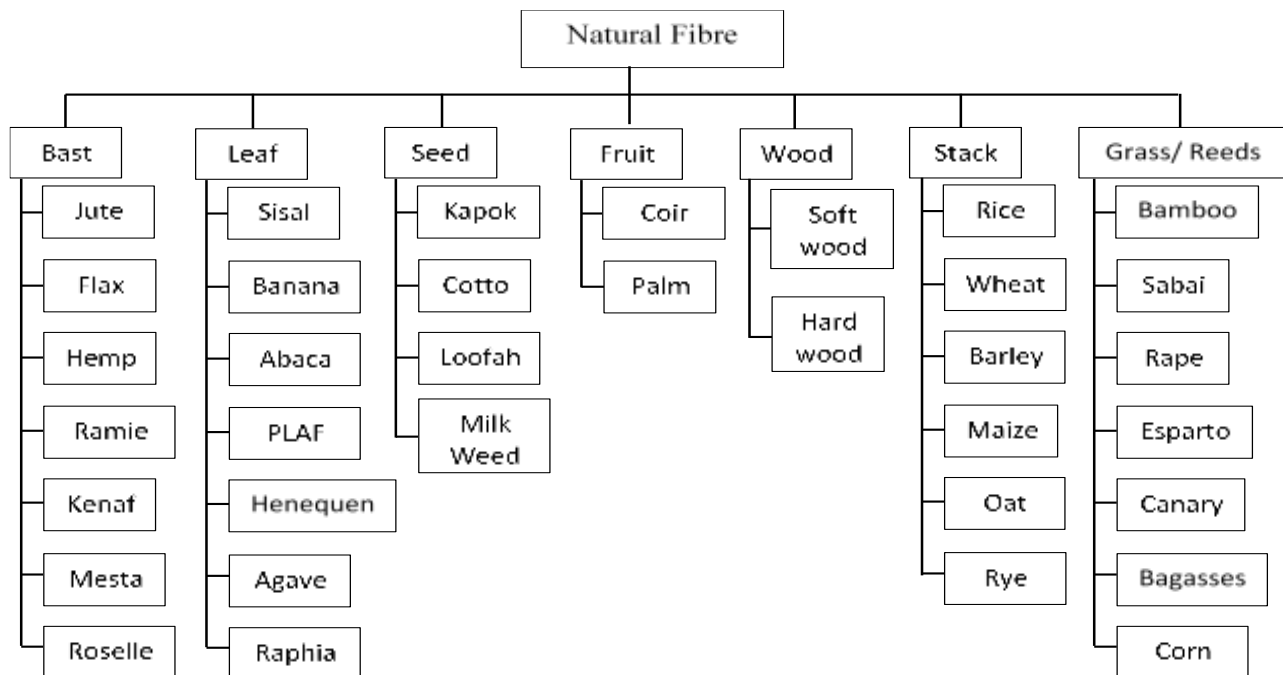 Natural Fibre
Bast
Jute
Flax
Hemp
Ramie
Kenaf
Mesta
Roselle
Leaf
Sisal
Banana
Abaca
PLAF
Henequen
Agave
Raphia
Seed
Kapok
Cotto
Loofah
Milk
Weed
Fruit
Coir
Palm
Wood
Soft
wood
Hard
wood
Stack
Rice
Wheat
Barley
Maize
Oat
Rye
Grass/ Reeds
Bamboo
Sabai
Rape
Esparto
Canary
Bagasses
Corn